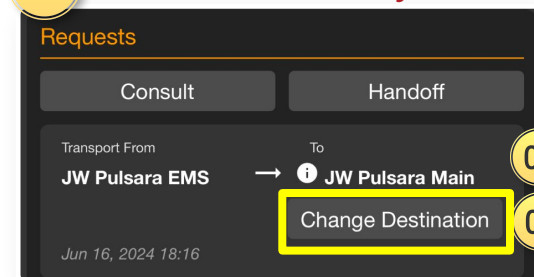 Requests
Consult
Handoff
Transport From
To
JW Pulsara EMS → JW Pulsara Main
Change Destination
Jun 16, 2024 18:16